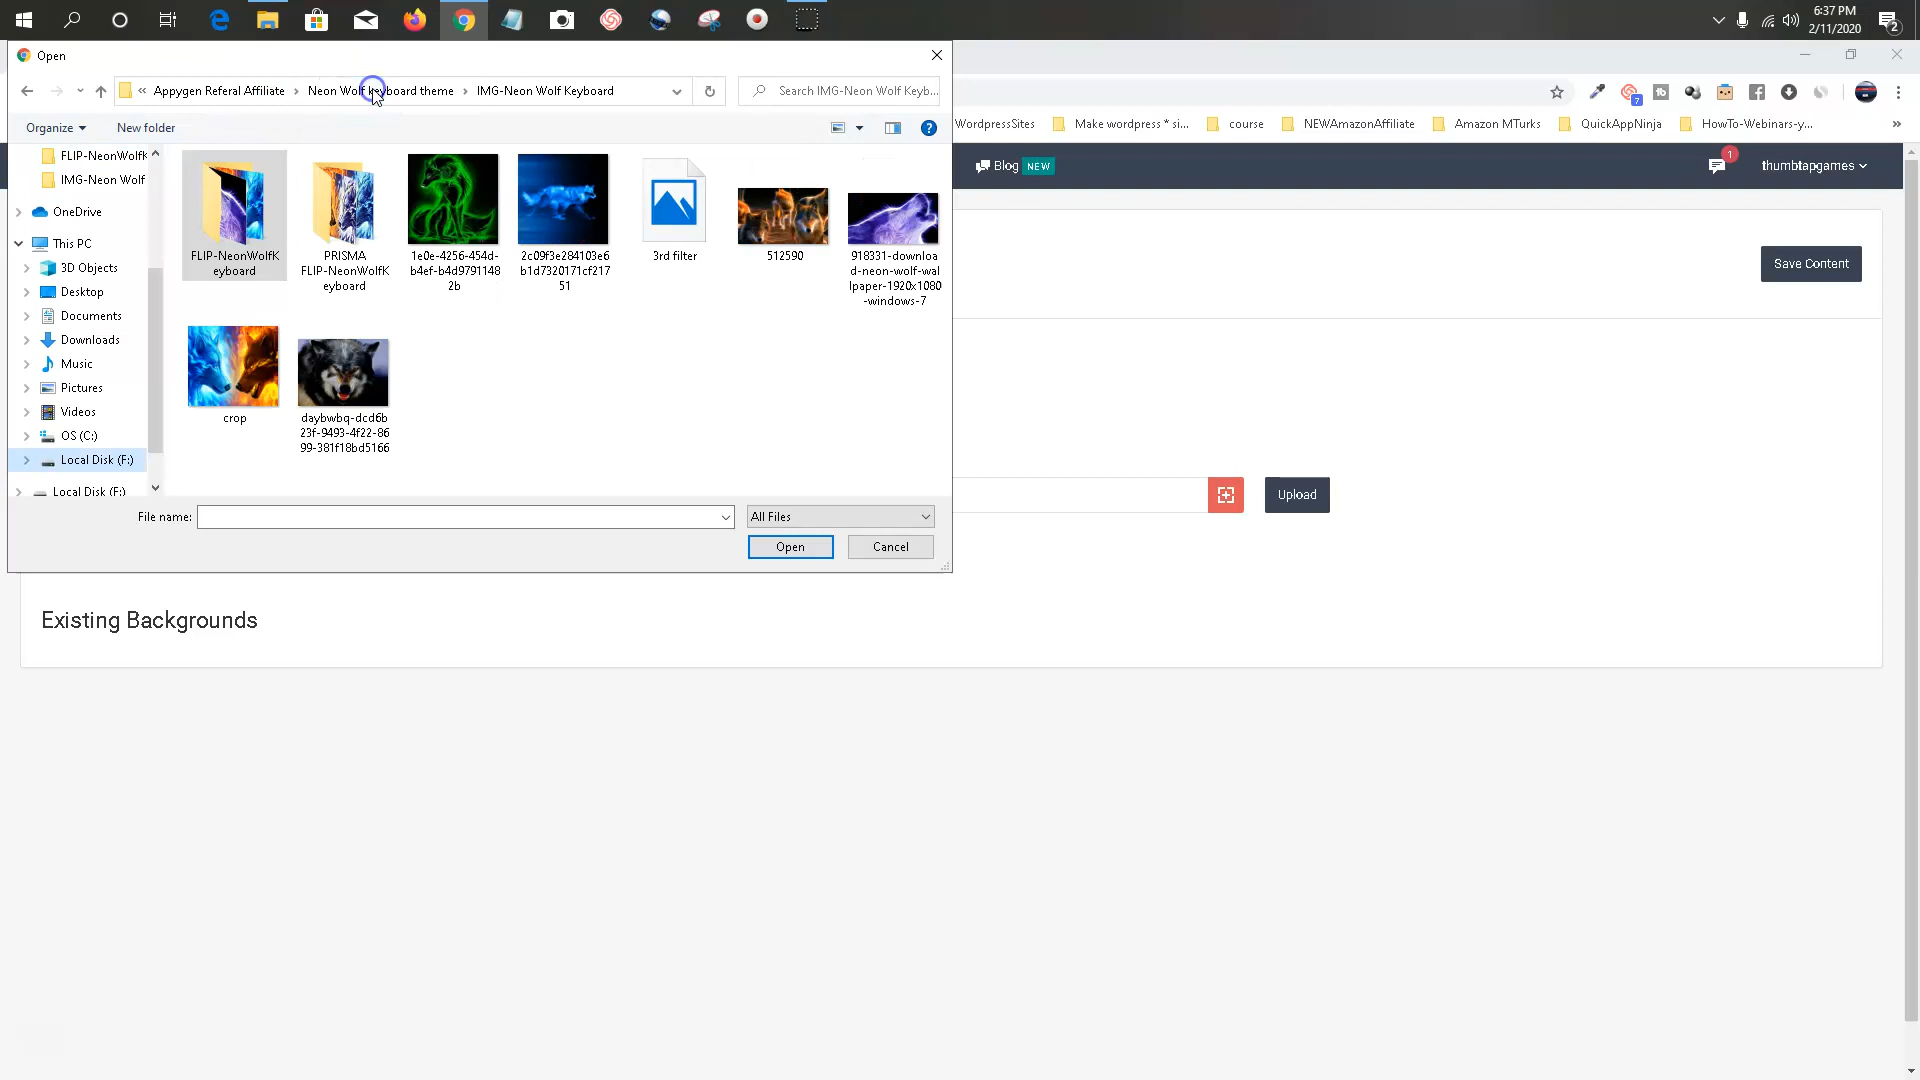 6:37 PM
2/11/2020
2
Open
« Appygen Referal Affiliate › Neon Wolf Keyboard theme › IMG-Neon Wolf Keyboard
Search IMG-Neon Wolf Keyb...
Organize
New folder
FLIP-NeonWolfK
IMG-Neon Wolf
OneDrive
This PC
3D Objects
Desktop
Documents
Downloads
Music
Pictures
Videos
OS (C:)
Local Disk (F:)
Local Disk (F:)
FLIP-NeonWolfK
eyboard
PRISMA
FLIP-NeonWolfK
eyboard
1e0e-4256-454d-
b4ef-b4d9791148
2b
2c09f3e284103e6
b1d7320171cf217
51
3rd filter
512590
918331-downloa
d-neon-wolf-wal
lpaper-1920x1080
-windows-7
crop
daybwbq-dcd6b
23f-9493-4f22-86
99-381f18bd5166
File name:
All Files
Open
Cancel
7
WordpressSites
Make wordpress * si...
course
NEWAmazonAffiliate
Amazon MTurks
QuickAppNinja
HowTo-Webinars-y...
»
Blog NEW
1
thumbtapgames
Save Content
Upload
Existing Backgrounds